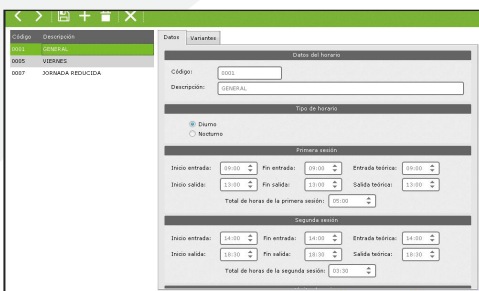 Código Descripción
0001 GENERAL
0005 VIERNES
0007 JORNADA REDUCIDA
Datos Variantes
Datos del horario
Código: 0001
Descripción: GENERAL
Tipo de horario
Diurno
Nocturno
Primera sesión
Inicio entrada: 09:00 Fin entrada: 09:00 Entrada teórica: 09:00
Inicio salida: 13:00 Fin salida: 13:00 Salida teórica: 13:00
Total de horas de la primera sesión: 05:00
Segunda sesión
Inicio entrada: 14:00 Fin entrada: 14:00 Entrada teórica: 14:00
Inicio salida: 18:30 Fin salida: 18:30 Salida teórica: 18:30
Total de horas de la segunda sesión: 03:30